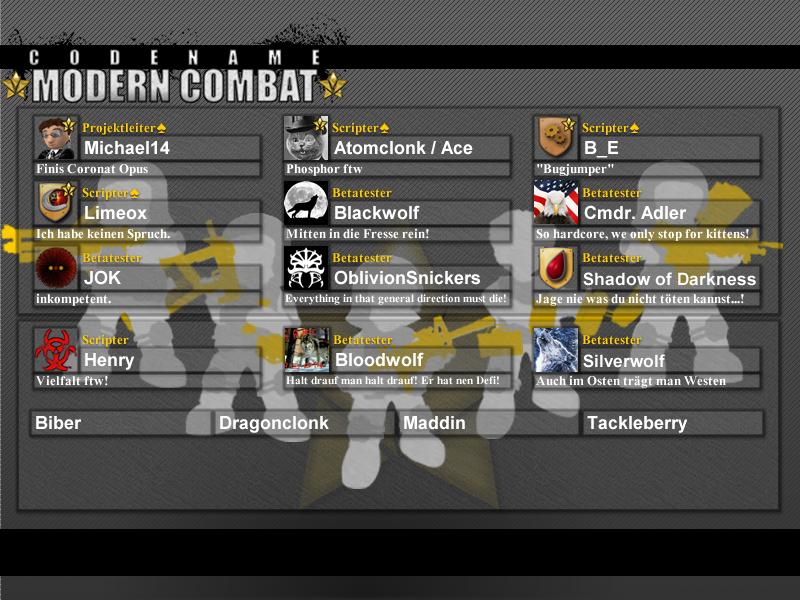 CODENAME
MODERN COMBAT
Projektleiter♠
Michael14
Finis Coronat Opus
Scripter♠
Atomclonk / Ace
Phosphor ftw
Scripter♠
B_E
"Bugjumper"
Scripter♠
Limeox
Ich habe keinen Spruch.
Betatester
Blackwolf
Mitten in die Fresse rein!
Betatester
Cmdr. Adler
So hardcore, we only stop for kittens!
Betatester
JOK
inkompetent.
Betatester
OblivionSnickers
Everything in that general direction must die!
Betatester
Shadow of Darkness
Jage nie was du nicht töten kannst...!
Scripter
Henry
Vielfalt ftw!
Betatester
Bloodwolf
Halt drauf man halt drauf! Er hat nen Defi!
Betatester
Silverwolf
Auch im Osten trägt man Westen
Biber
Dragonclonk
Maddin
Tackleberry